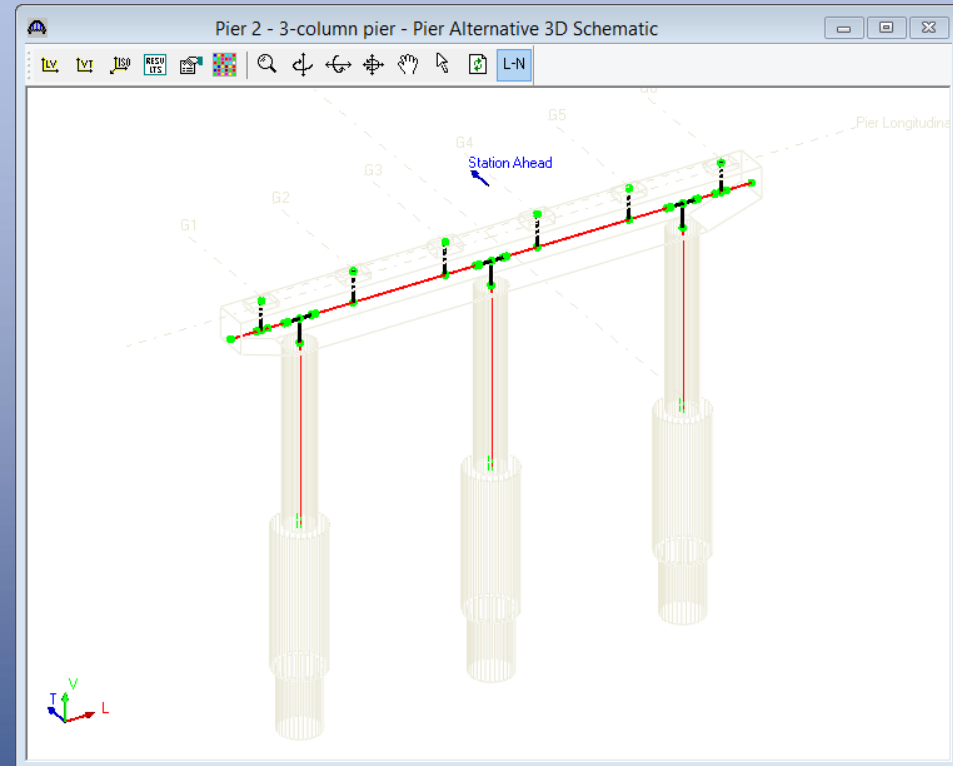 Pier 2 - 3-column pier - Pier Alternative 3D Schematic
LV
VT
ISO
RESU
LTS
L-N
G6
G5
Pier Longitudina
G4
Station Ahead
G3
G2
G1
V
T
L